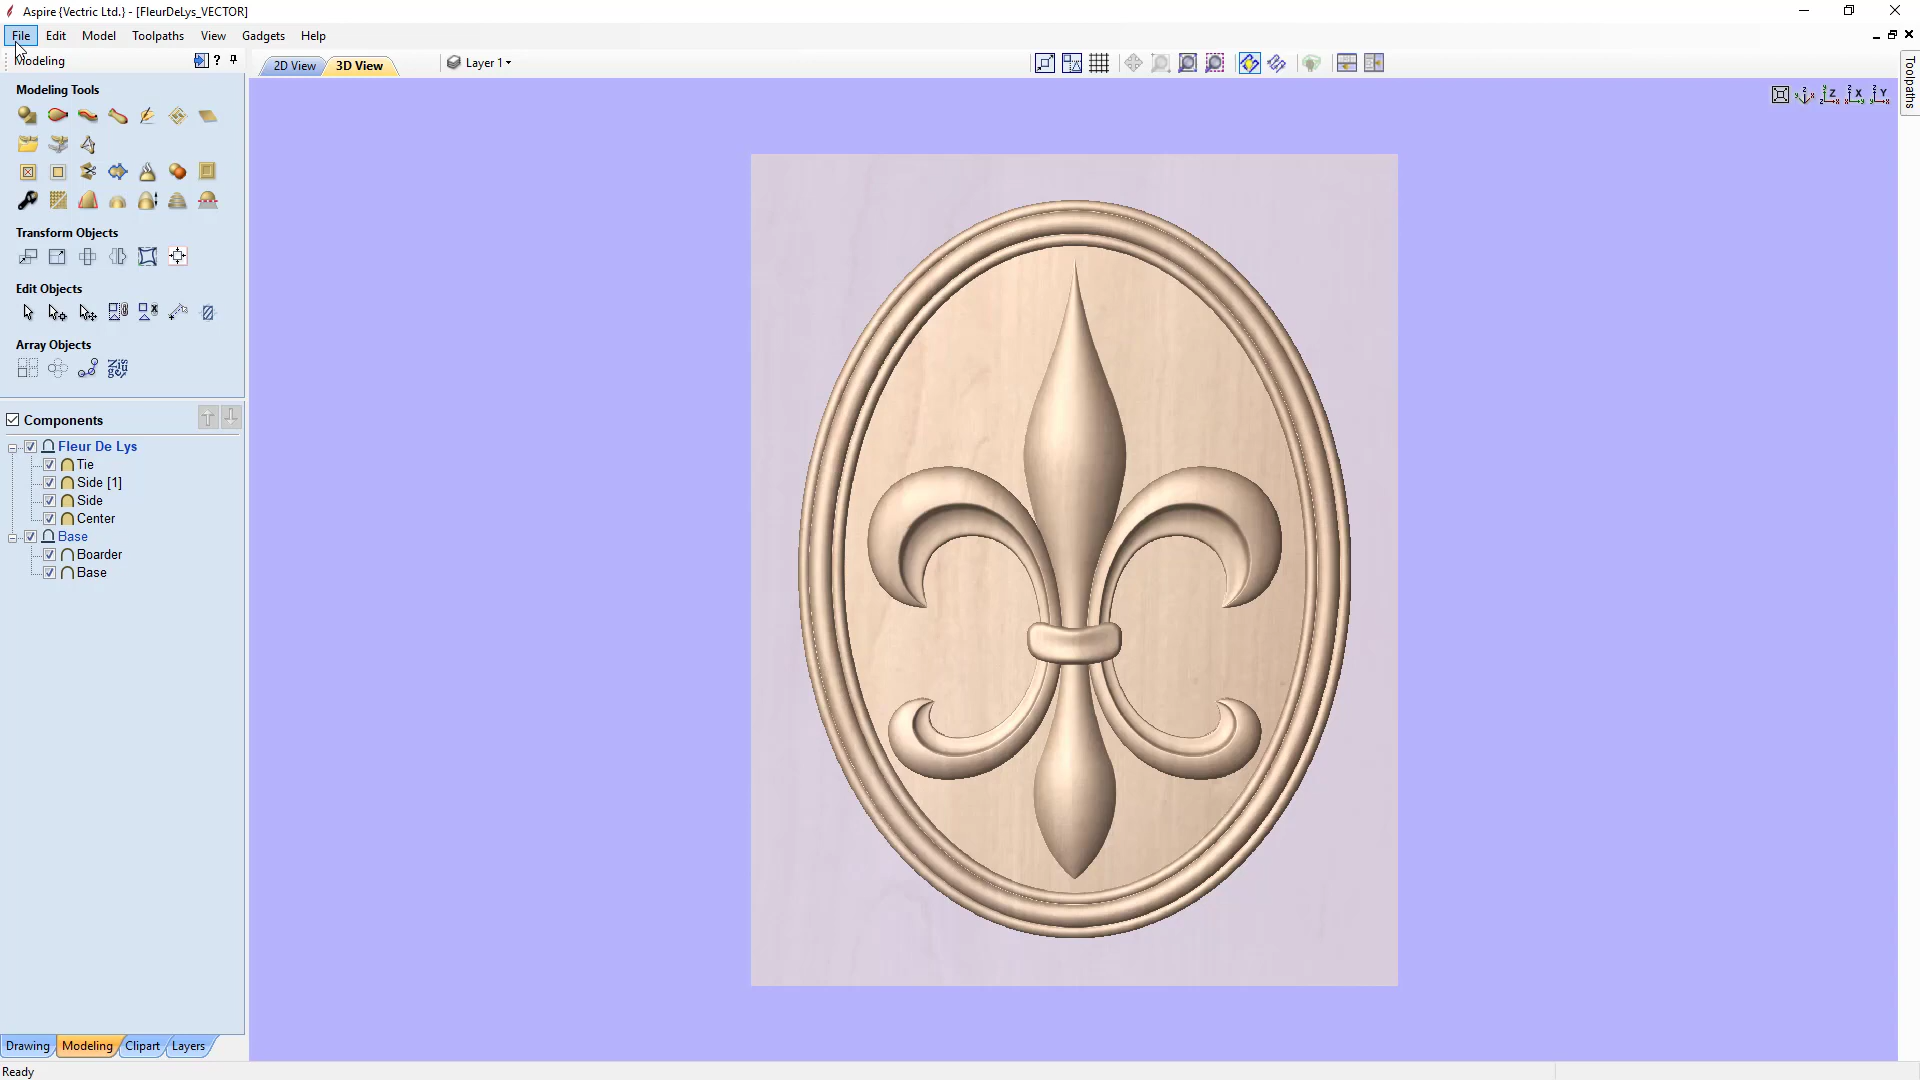 Aspire {Vectric Ltd.} - [FleurDeLys_VECTOR]
File Edit Model Toolpaths View Gadgets Help
Modeling
?
2D View 3D View Layer 1
Toolpaths
Z X Y
Modeling Tools
Transform Objects
Edit Objects
Array Objects
Components
Fleur De Lys
Tie
Side [1]
Side
Center
Base
Boarder
Base
Drawing Modeling Clipart Layers
Ready